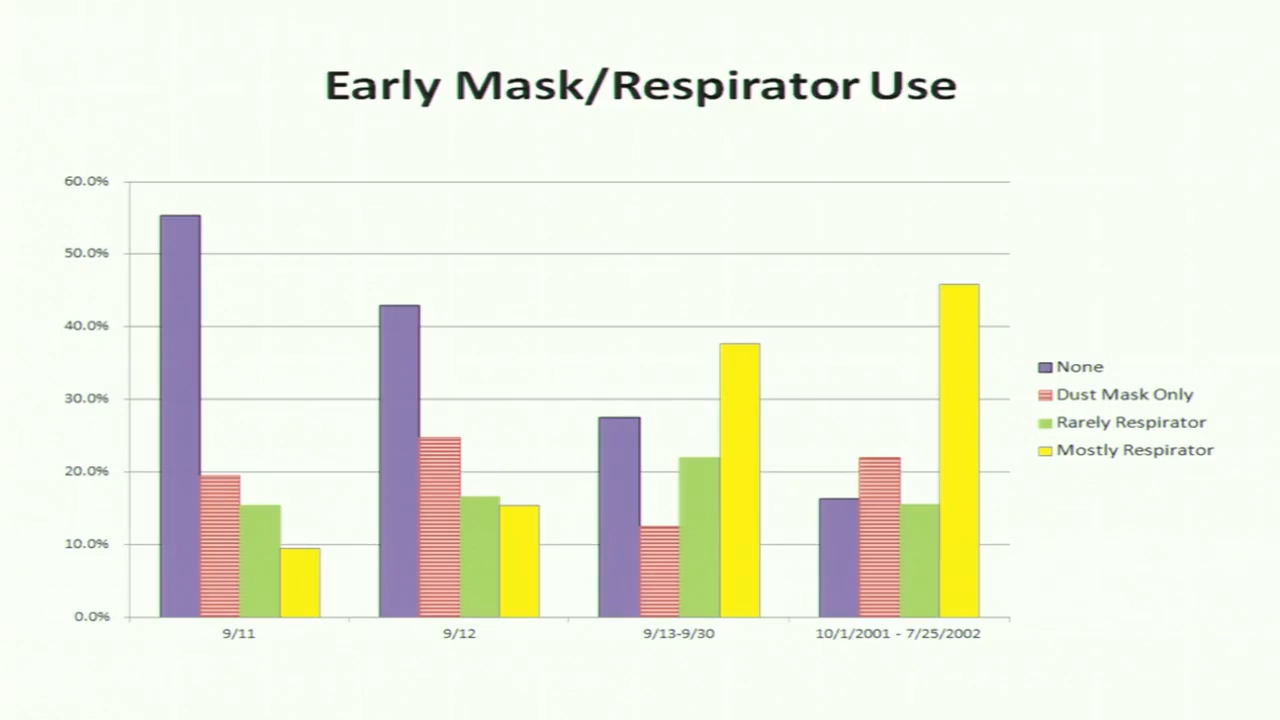 Early Mask/Respirator Use
60.0%
50.0%
40.0%
30.0%
20.0%
10.0%
0.0%
9/11
9/12
9/13-9/30
10/1/2001 - 7/25/2002
None
Dust Mask Only
Rarely Respirator
Mostly Respirator